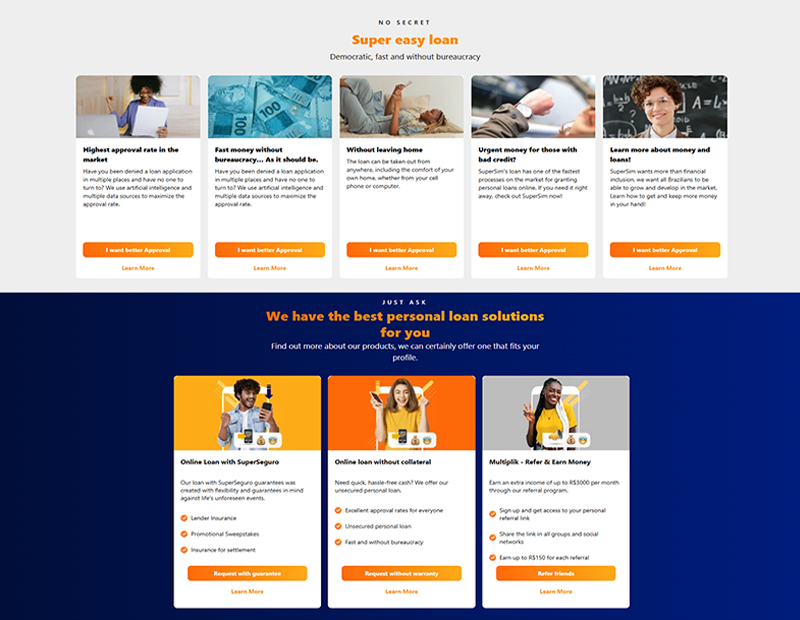 NO SECRET
Super easy loan
Democratic, fast and without bureaucracy
Highest approval rate in the
market
Have you been denied a loan application
in multiple places and have no one to
turn to? We use artificial intelligence and
multiple data sources to maximize the
approval rate.
I want better Approval
Learn More
Fast money without
bureaucracy... As it should be.
Have you been denied a loan application
in multiple places and have no one to
turn to? We use artificial intelligence and
multiple data sources to maximize the
approval rate.
I want better Approval
Learn More
Without leaving home
The loan can be taken out from
anywhere, including the comfort of your
own home, whether from your cell
phone or computer.
I want better Approval
Learn More
Urgent money for those with
bad credit?
SuperSim's loan has one of the fastest
processes on the market for granting
personal loans online. If you need it right
away, check out SuperSim now!
I want better Approval
Learn More
Learn more about money and
loans!
SuperSim wants more than financial
inclusion, we want all Brazilians to be
able to grow and develop in the market.
Learn how to get and keep more money
in your hand!
I want better Approval
Learn More
JUST ASK
We have the best personal loan solutions
for you
Find out more about our products, we can certainly offer one that fits your
profile.
Online Loan with SuperSeguro
Our loan with SuperSeguro guarantees was
created with flexibility and guarantees in mind
against life's unforeseen events.
Lender Insurance
Promotional Sweepstakes
Insurance for settlement
Request with guarantee
Learn More
Online loan without collateral
Need quick, hassle-free cash? We offer our
unsecured personal loan.
Excellent approval rates for everyone
Unsecured personal loan
Fast and without bureaucracy
Request without warranty
Learn More
Multiplik - Refer & Earn Money
Earn an extra income of up to R$3000 per month
through our referral program.
Sign up and get access to your personal
referral link
Share the link in all groups and social
networks
Earn up to R$150 for each referral
Refer friends
Learn More